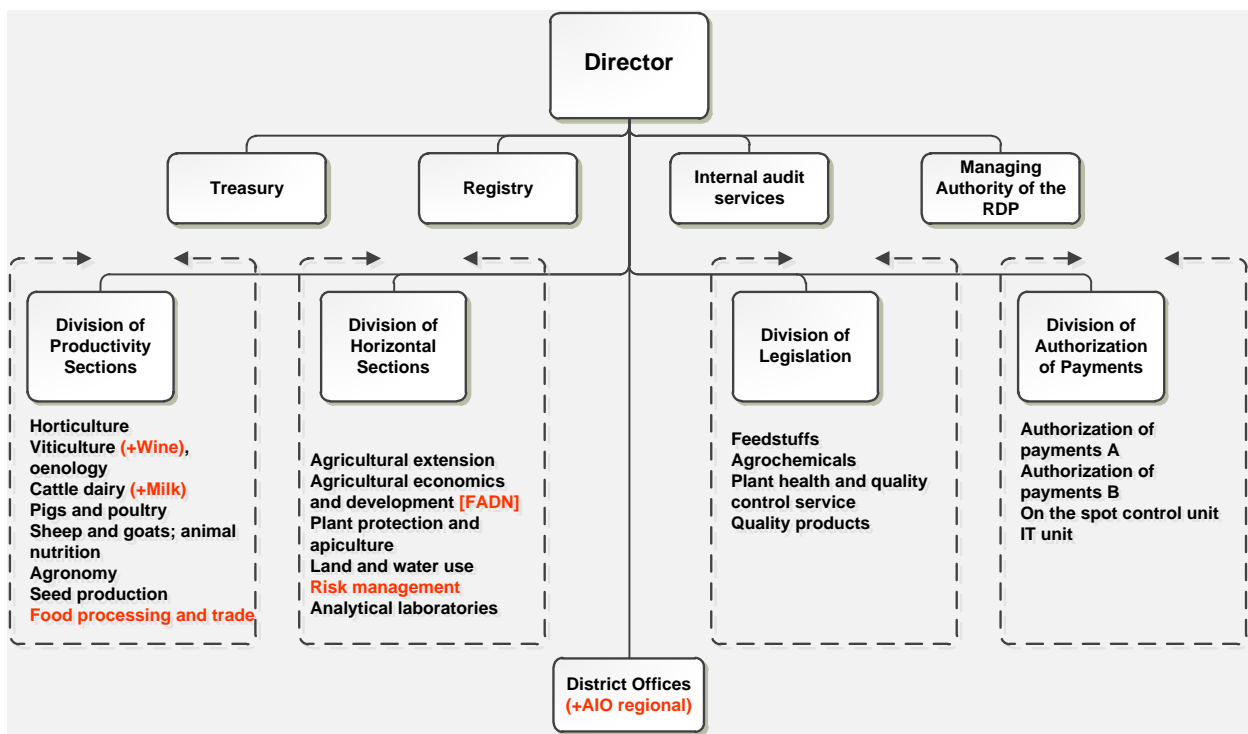 Director
Treasury
Registry
Internal audit
services
Managing
Authority of the
RDP
Division of
Productivity
Sections
Horticulture
Viticulture (+Wine),
oenology
Cattle dairy (+Milk)
Pigs and poultry
Sheep and goats; animal
nutrition
Agronomy
Seed production
Food processing and trade
Division of
Horizontal
Sections
Agricultural extension
Agricultural economics
and development [FADN]
Plant protection and
apiculture
Land and water use
Risk management
Analytical laboratories
Division of
Legislation
Feedstuffs
Agrochemicals
Plant health and quality
control service
Quality products
Division of
Authorization
of Payments
Authorization of
payments A
Authorization of
payments B
On the spot control unit
IT unit
District Offices
(+AIO regional)